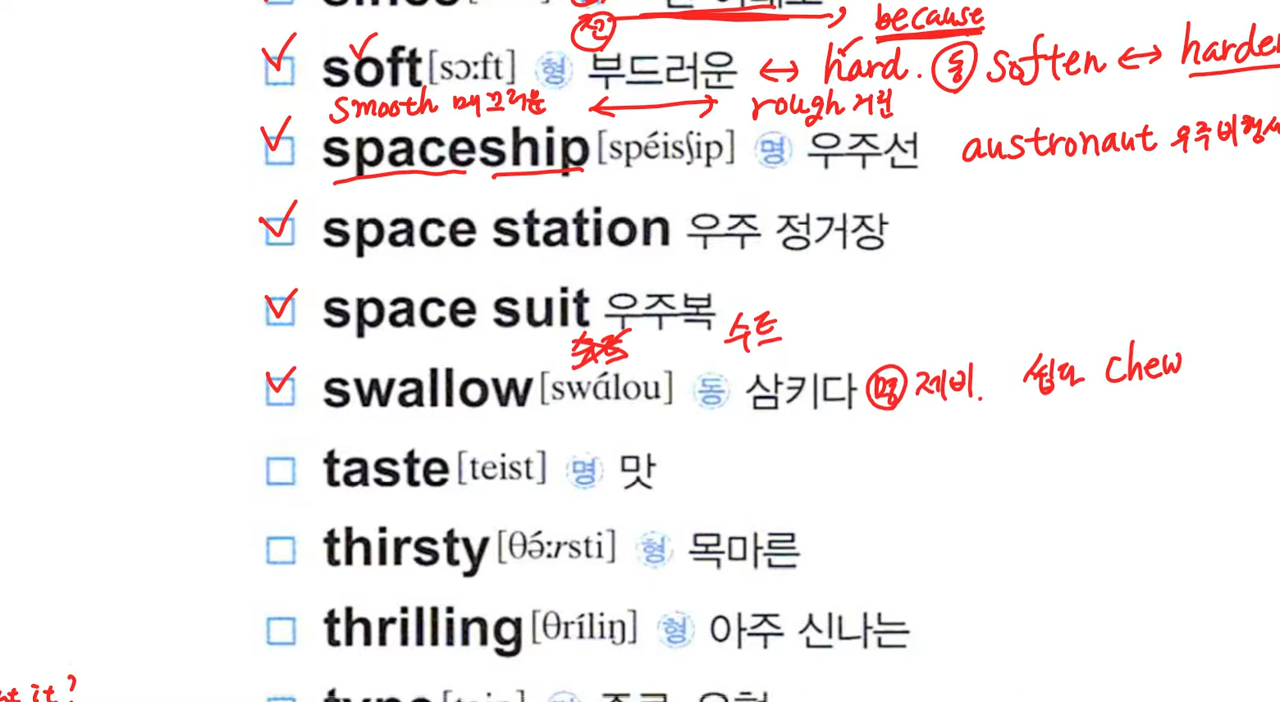 because
전
soft [sɔːft] 형 부드러운 ↔ hard. 동 soften ↔ harden
smooth 매끄러운 ↔ rough 거친
spaceship [spéisʃip] 명 우주선 austronaut 우주비행사
space station 우주 정거장
space suit 우주복 수트
swallow [swálou] 동 삼키다 명 제비. 씹다 chew
taste [teist] 명 맛
thirsty [θə́ːrsti] 형 목마른
thrilling [θríliŋ] 형 아주 신나는
it?